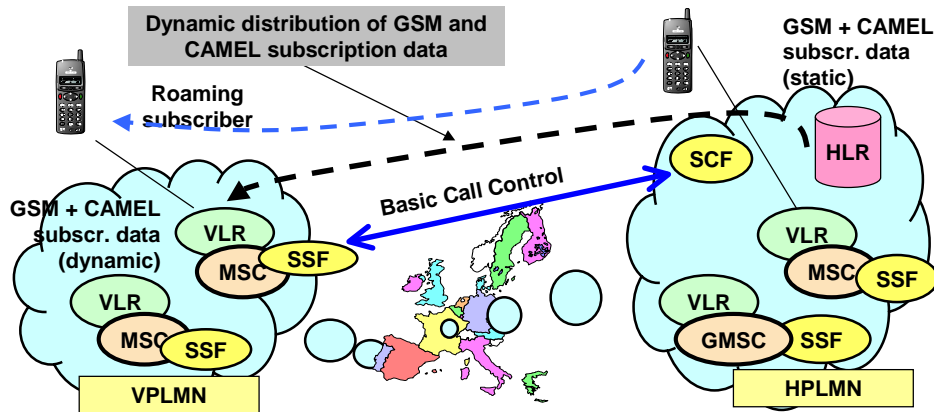 Dynamic distribution of GSM and
CAMEL subscription data
GSM + CAMEL
subscr. data
(static)
Roaming
subscriber
SCF
HLR
Basic Call Control
GSM + CAMEL
subscr. data
(dynamic)
VLR
MSC
SSF
VLR
MSC
SSF
VPLMN
VLR
MSC
SSF
VLR
GMSC
SSF
HPLMN